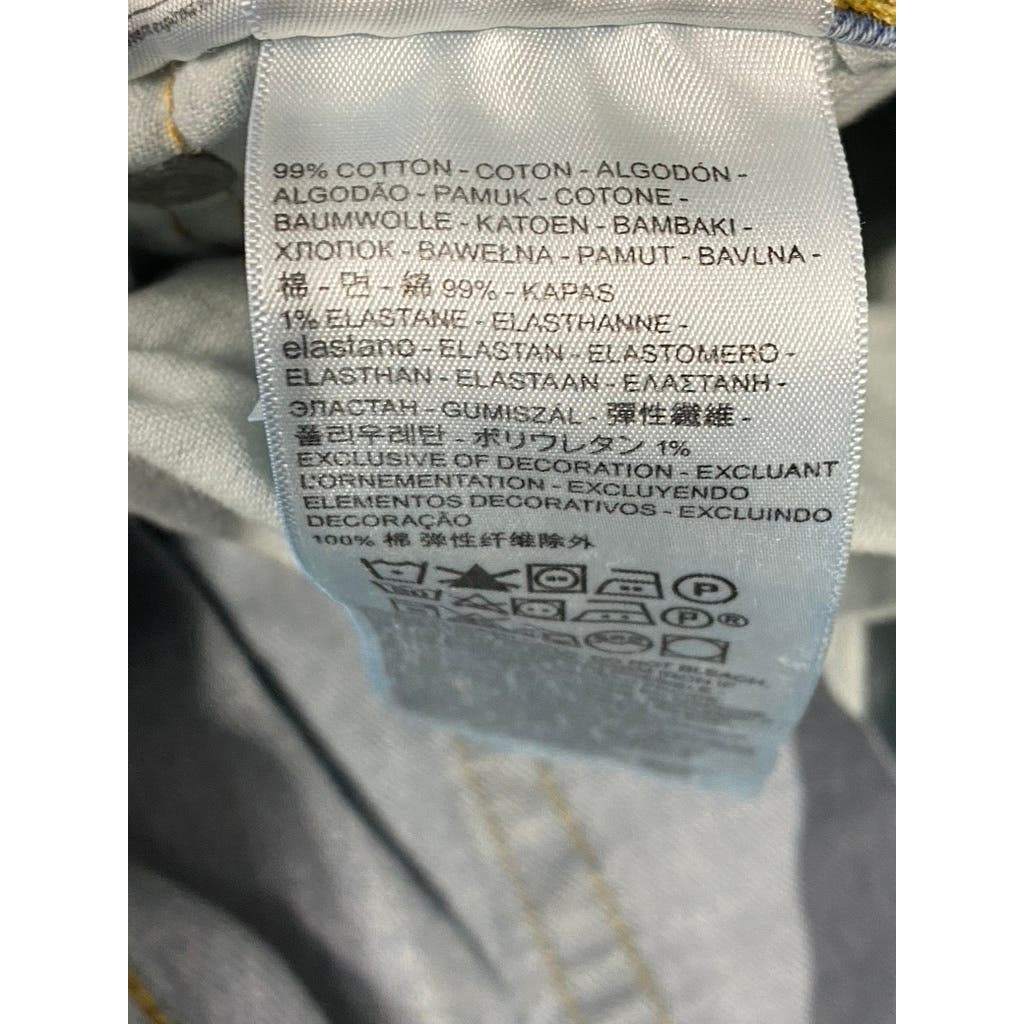 99% COTTON - COTON - ALGODÓN -
ALGODÃO - PAMUK - COTONE -
BAUMWOLLE - KATOEN - BAMBAKI -
ХЛОПОК - BAWEŁNA - PAMUT - BAVLNA -
棉 - 면 - 綿 99% - KAPAS
1% ELASTANE - ELASTHANNE -
elastano - ELASTAN - ELASTOMERO -
ELASTHAN - ELASTAAN - ΕΛΑΣΤΑΝΗ -
ЭЛАСТАН - GUMISZÁL - 彈性纖維 -
폴리우레탄 - ポリウレタン 1%
EXCLUSIVE OF DECORATION - EXCLUANT
L'ORNEMENTATION - EXCLUYENDO
ELEMENTOS DECORATIVOS - EXCLUINDO
DECORAÇÃO
100% 棉 弹性纤维除外
P
P ®
NOT BLEACH.